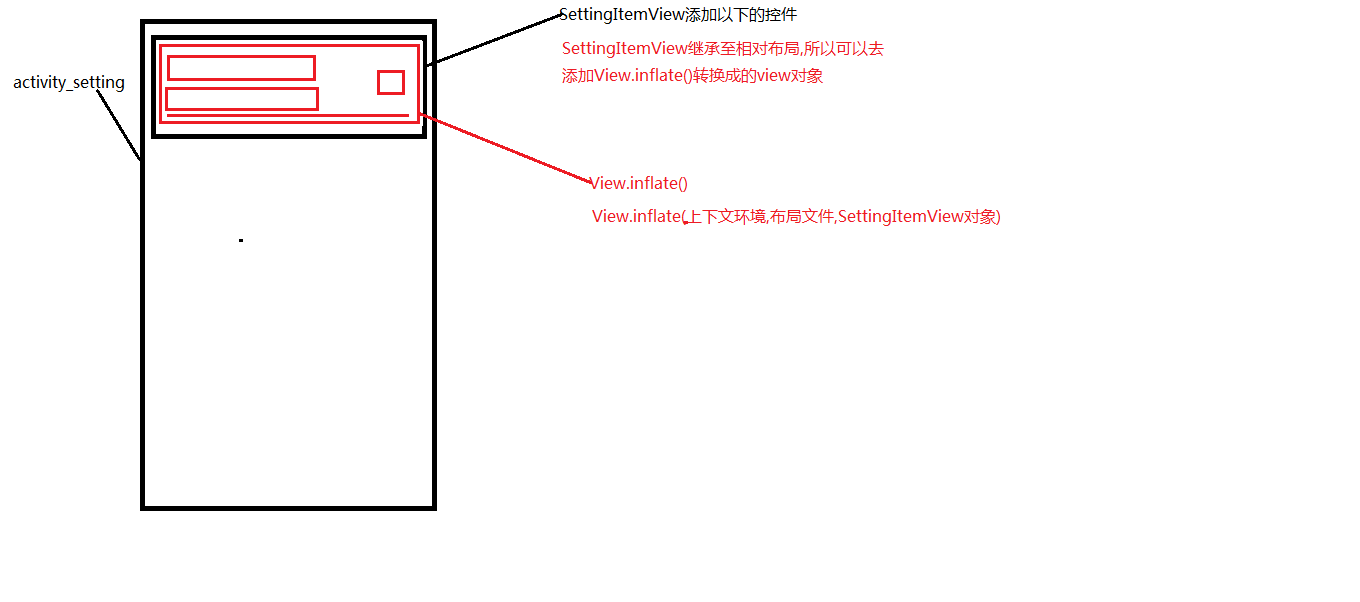 SettingItemView添加以下的控件
SettingItemView继承至相对布局,所以可以去
添加View.inflate()转换成的view对象
activity_setting
View.inflate()
View.inflate(上下文环境,布局文件,SettingItemView对象)